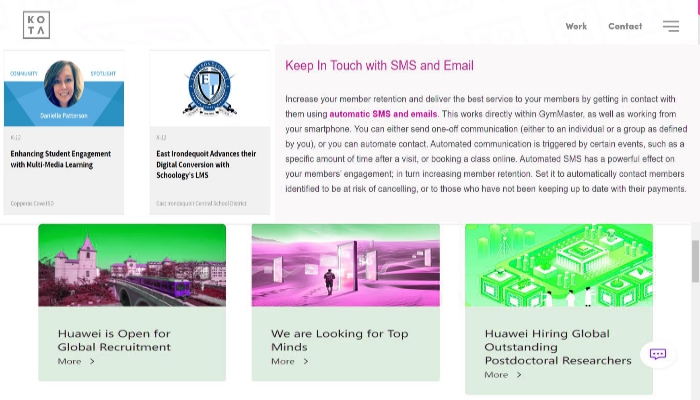 KO
TA
Work
Contact
COMMUNITY
SPOTLIGHT
Danielle Patterson
K-12
Enhancing Student Engagement
with Multi-Media Learning
Copperas Cove ISD
EI
K-12
East Irondequoit Advances their
Digital Conversion with
Schoology's LMS
East Irondequoit Central School District
Keep In Touch with SMS and Email
Increase your member retention and deliver the best service to your members by getting in contact with
them using automatic SMS and emails. This works directly within GymMaster, as well as working from
your smartphone. You can either send one-off communication (either to an individual or a group as defined
by you), or you can automate contact. Automated communication is triggered by certain events, such as a
specific amount of time after a visit, or booking a class online. Automated SMS has a powerful effect on
your members' engagement; in turn increasing member retention. Set it to automatically contact members
identified to be at risk of cancelling, or to those who have not been keeping up to date with their payments.
Huawei is Open for
Global Recruitment
More >
We are Looking for Top
Minds
More >
Huawei Hiring Global
Outstanding
Postdoctoral Researchers
More >